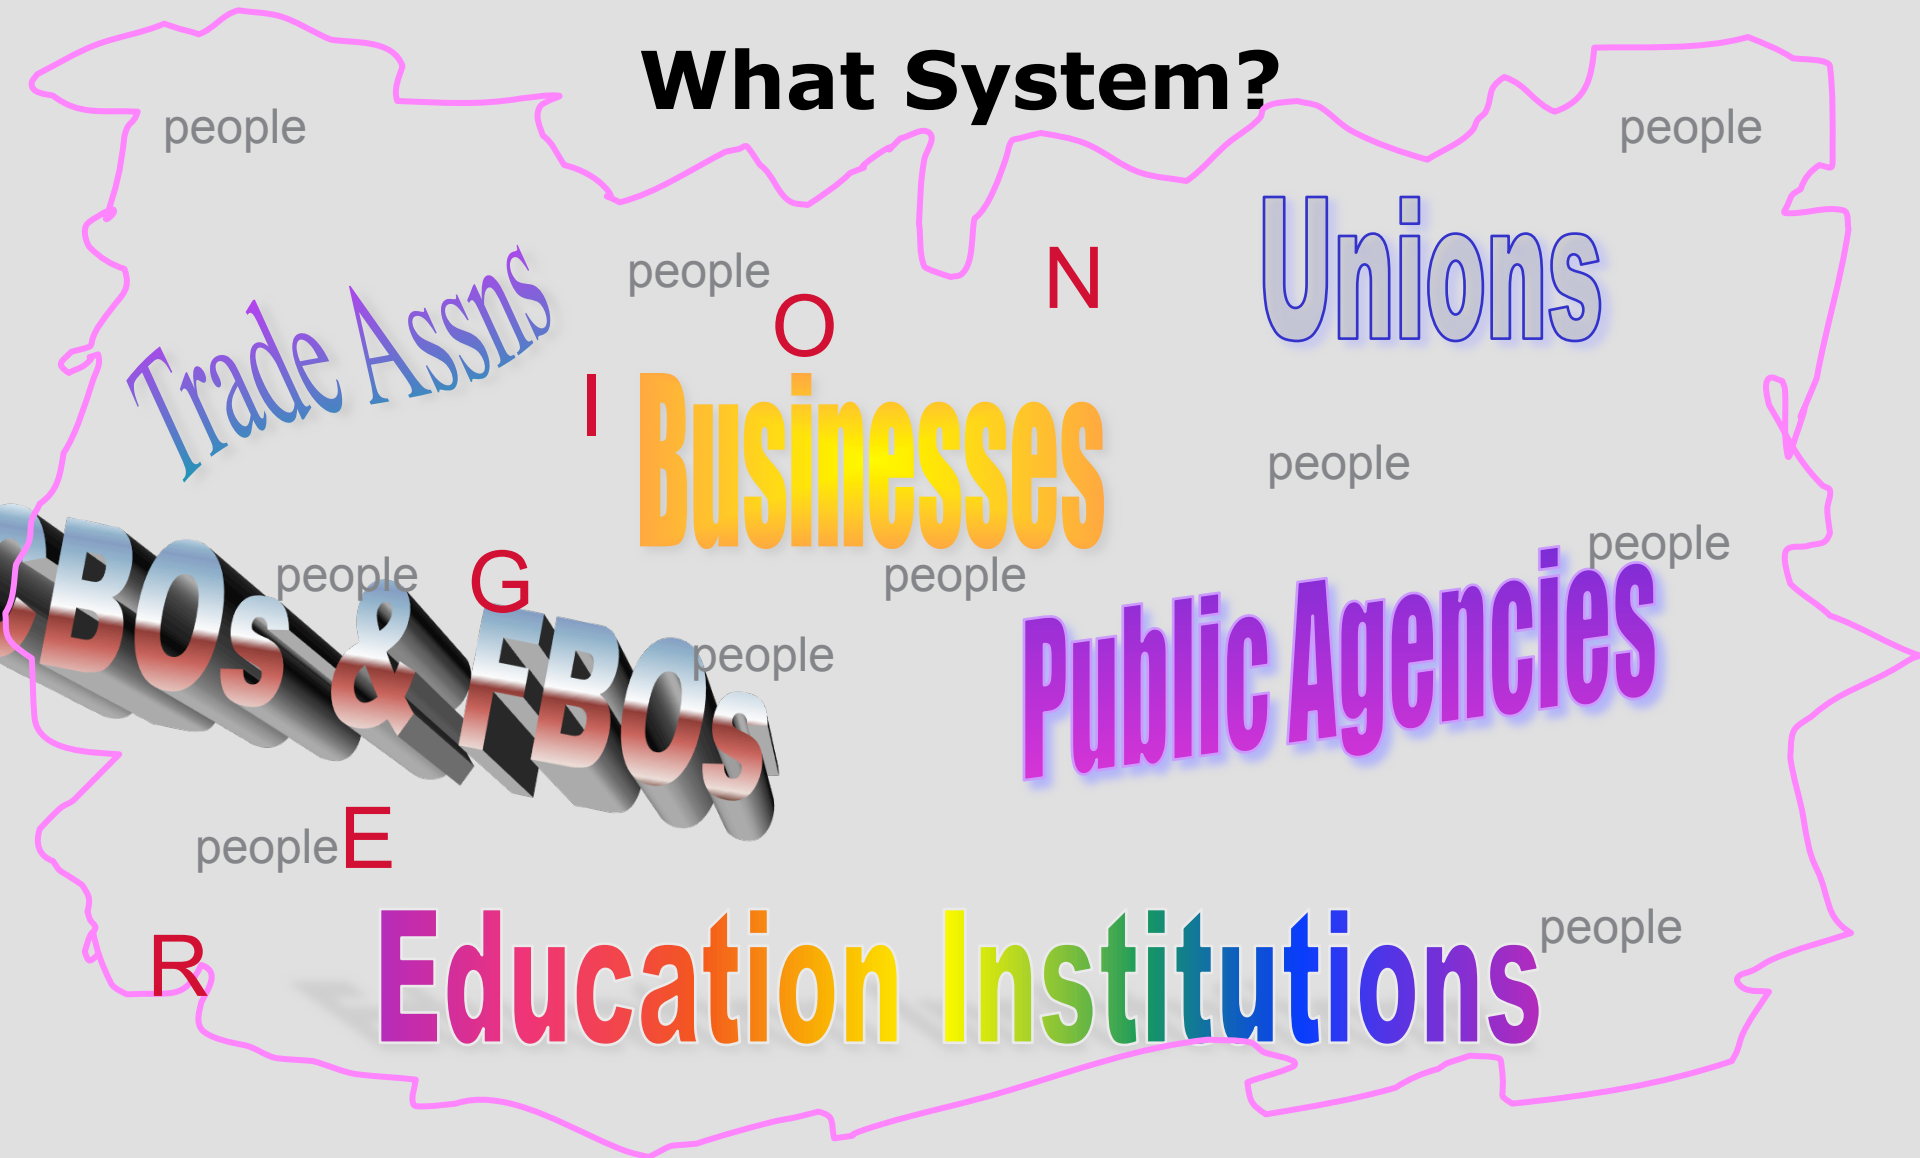 What System?
people
people
Unions
people
N
O
Trade Assns
I
Businesses
people
people
people
G
people
CBOs & FBOs
people
Public Agencies
people
E
R
Education Institutions
people